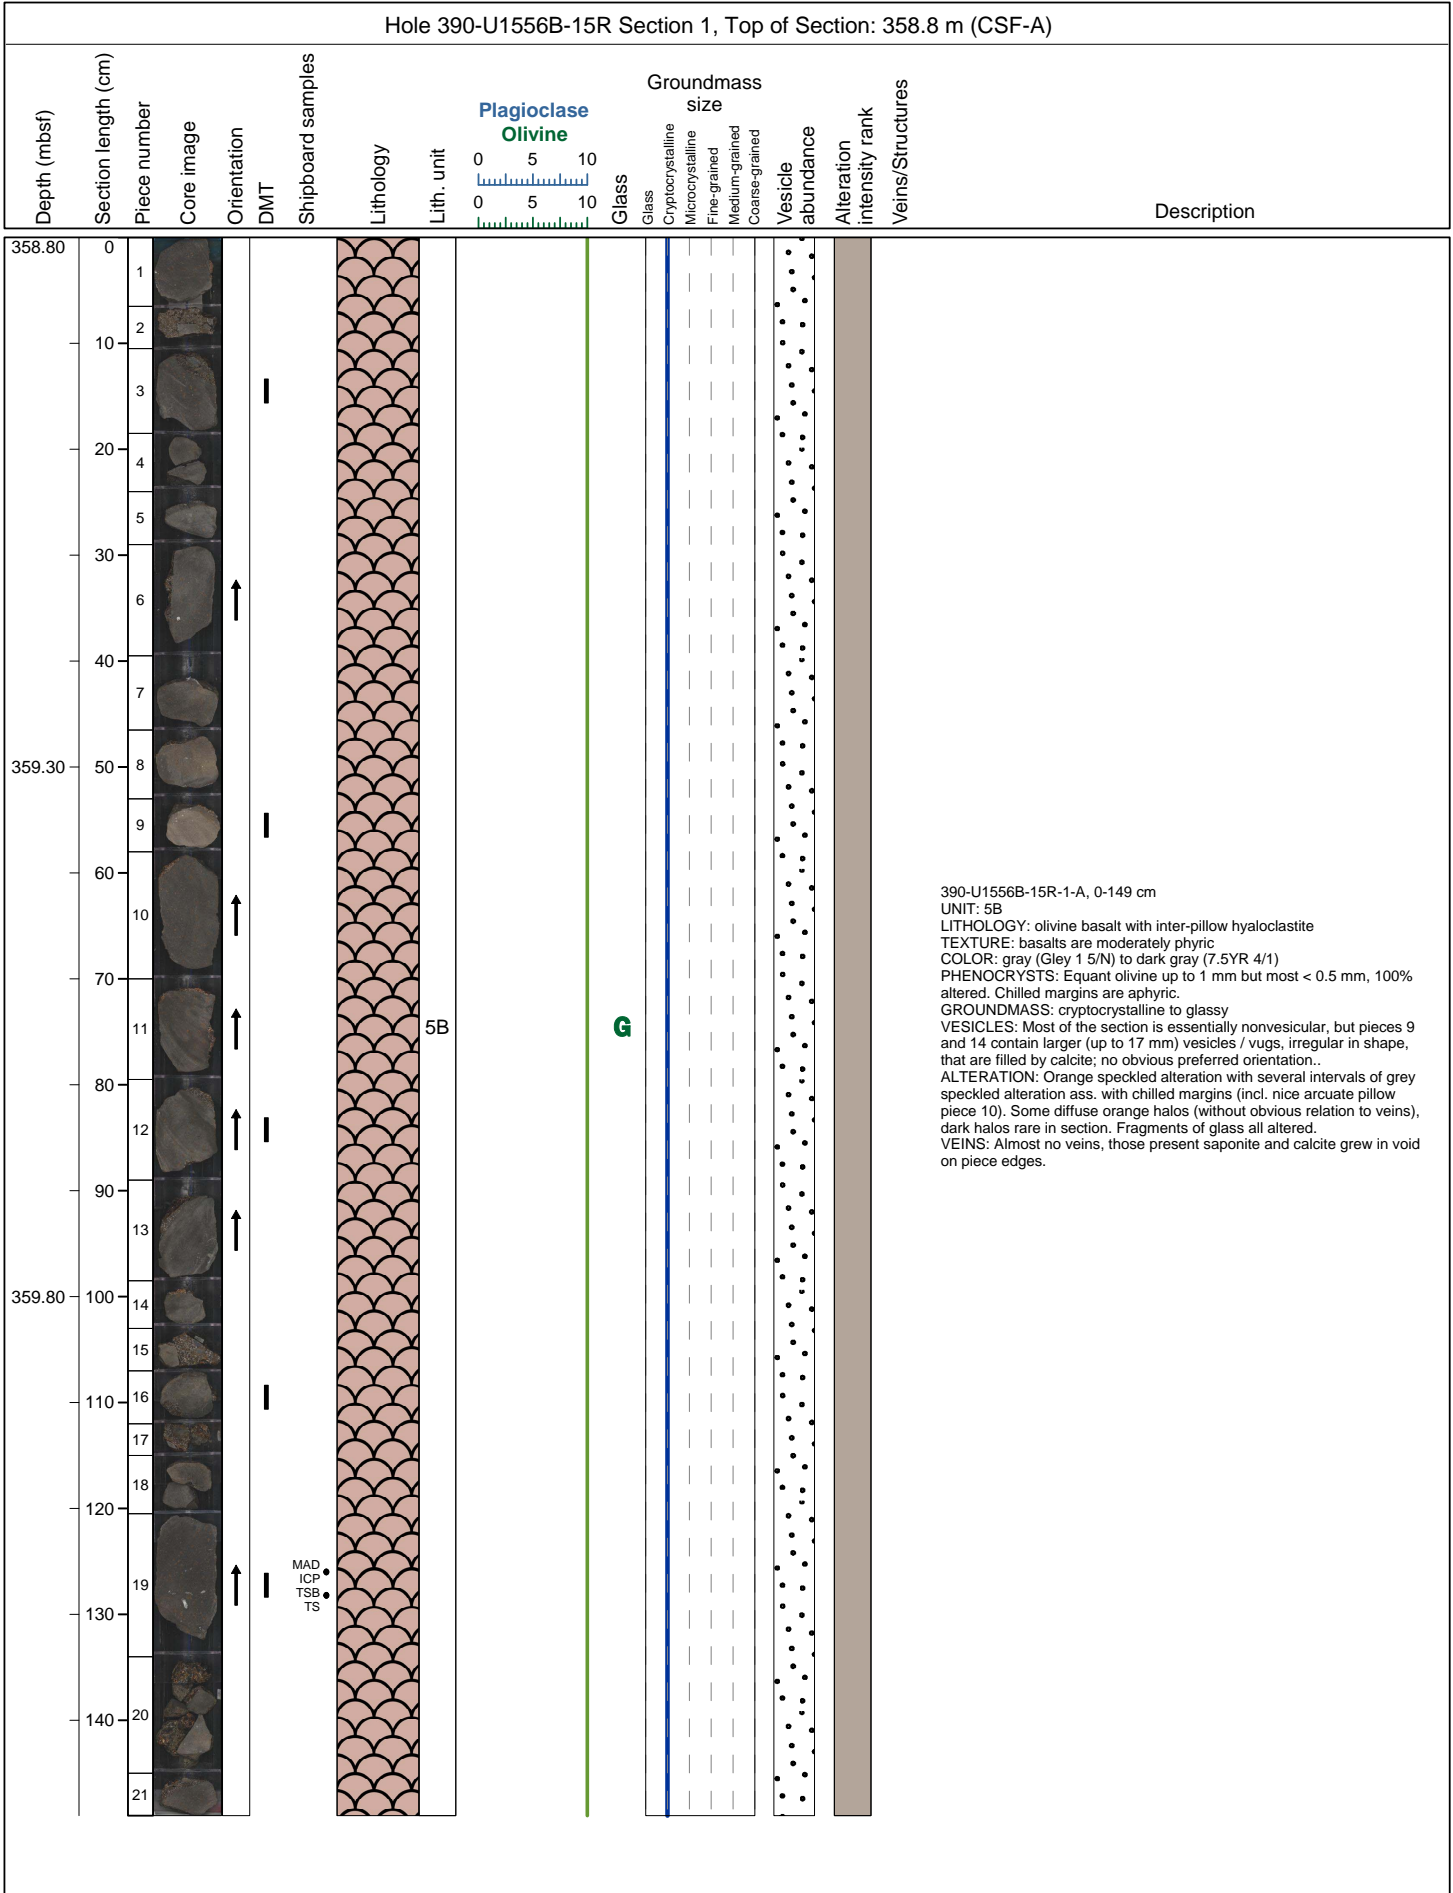 Hole 390-U1556B-15R Section 1, Top of Section: 358.8 m (CSF-A)
Depth (mbsf)
Section length (cm)
Piece number
Core image
Orientation
DMT
Shipboard samples
Lithology
Lith. unit
Plagioclase
Olivine
0 5 10
0 5 10
Glass
Groundmass
size
Glass
Cryptocrystalline
Microcrystalline
Fine-grained
Medium-grained
Coarse-grained
Vesicle
abundance
Alteration
intensity rank
Veins/Structures
Description
358.80
359.30
359.80
0
10
20
30
40
50
60
70
80
90
100
110
120
130
140
1
2
3
4
5
6
7
8
9
10
11
12
13
14
15
16
17
18
19
20
21
MAD
ICP
TSB
TS
5B
G
390-U1556B-15R-1-A, 0-149 cm
UNIT: 5B
LITHOLOGY: olivine basalt with inter-pillow hyaloclastite
TEXTURE: basalts are moderately phyric
COLOR: gray (Gley 1 5/N) to dark gray (7.5YR 4/1)
PHENOCRYSTS: Equant olivine up to 1 mm but most < 0.5 mm, 100%
altered. Chilled margins are aphyric.
GROUNDMASS: cryptocrystalline to glassy
VESICLES: Most of the section is essentially nonvesicular, but pieces 9
and 14 contain larger (up to 17 mm) vesicles / vugs, irregular in shape,
that are filled by calcite; no obvious preferred orientation..
ALTERATION: Orange speckled alteration with several intervals of grey
speckled alteration ass. with chilled margins (incl. nice arcuate pillow
piece 10). Some diffuse orange halos (without obvious relation to veins),
dark halos rare in section. Fragments of glass all altered.
VEINS: Almost no veins, those present saponite and calcite grew in void
on piece edges.